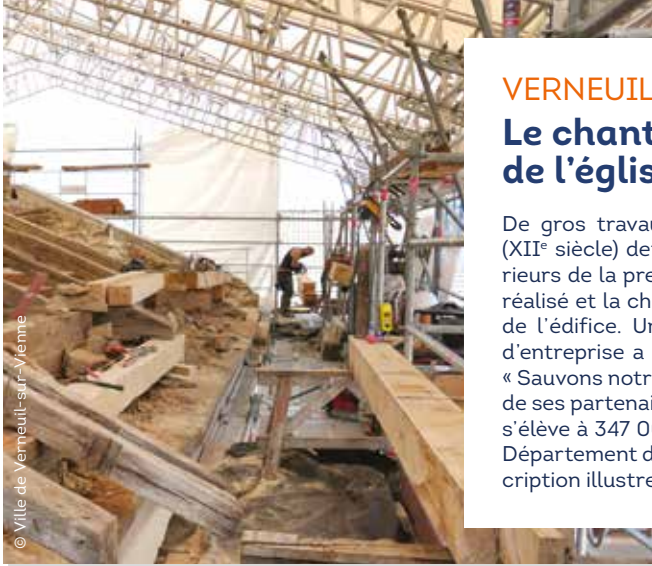 VERNEUIL
Le chant
de l’églis
De gros trava
(XIIe siècle) de
rieurs de la pre
réalisé et la ch
de l’édifice. Un
d’entreprise a
« Sauvons notr
de ses partenai
s’élève à 347 0
Département d
cription illustre
© Ville de Verneuil-sur-Vienne